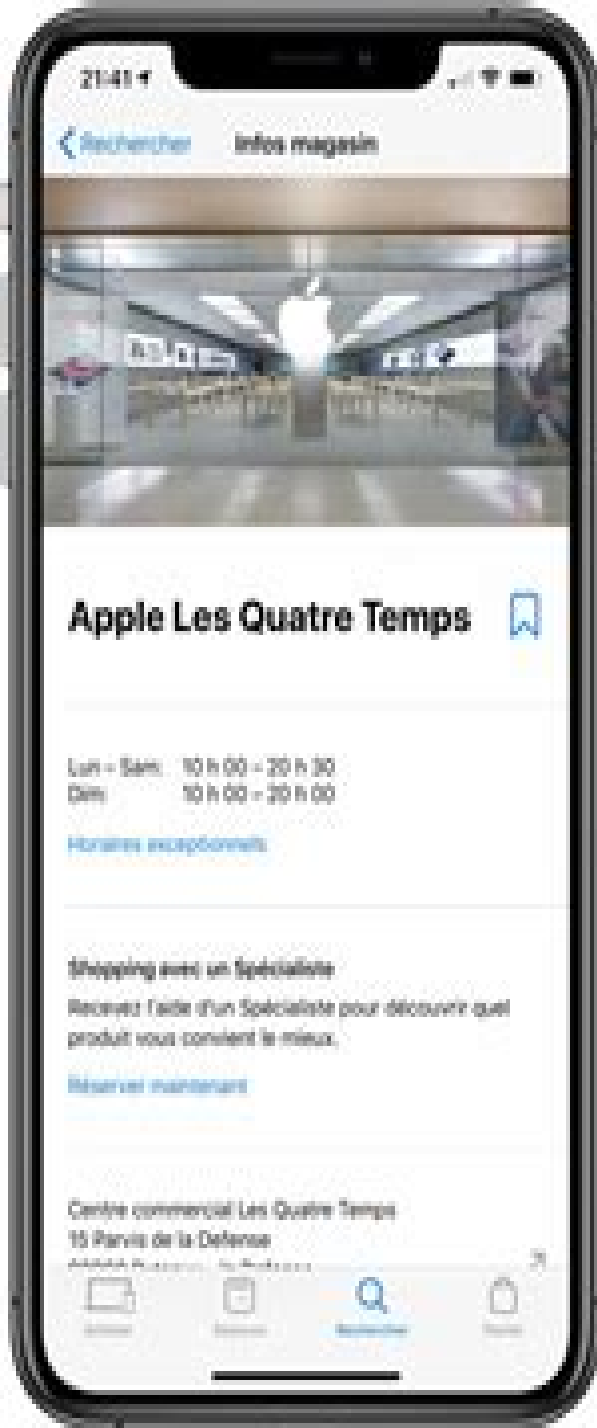 21:41
Rechercher Infos magasin
Apple Les Quatre Temps
Lun – Sam: 10 h 00 – 20 h 30
Dim: 10 h 00 – 20 h 00
Horaires exceptionnels
Shopping avec un Spécialiste
Recevez l'aide d'un Spécialiste pour découvrir quel
produit vous convient le mieux.
Réserver maintenant
Centre commercial Les Quatre Temps
15 Parvis de la Defense
Rechercher